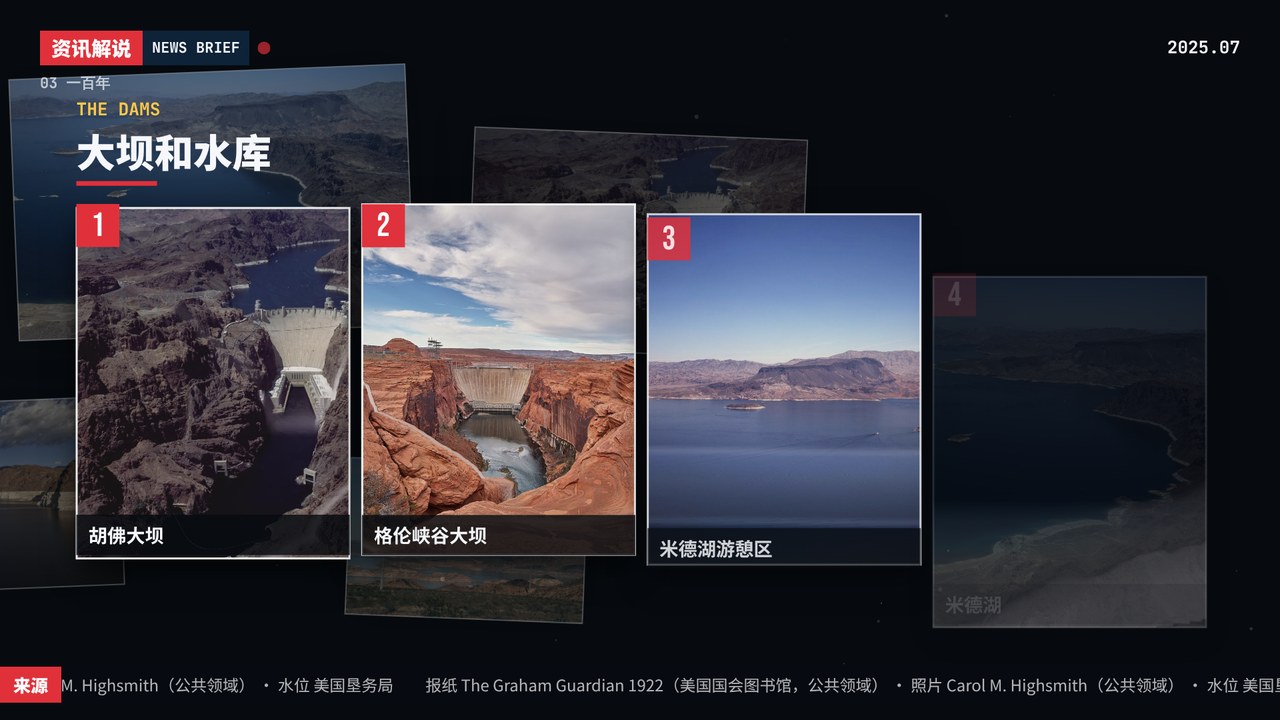 资讯解说 NEWS BRIEF
2025.07
03 一百年
THE DAMS
大坝和水库
1
胡佛大坝
2
格伦峡谷大坝
3
米德湖游憩区
4
米德湖
来源 M. Highsmith（公共领域） • 水位 美国垦务局 报纸 The Graham Guardian 1922（美国国会图书馆，公共领域） • 照片 Carol M. Highsmith（公共领域） • 水位 美国